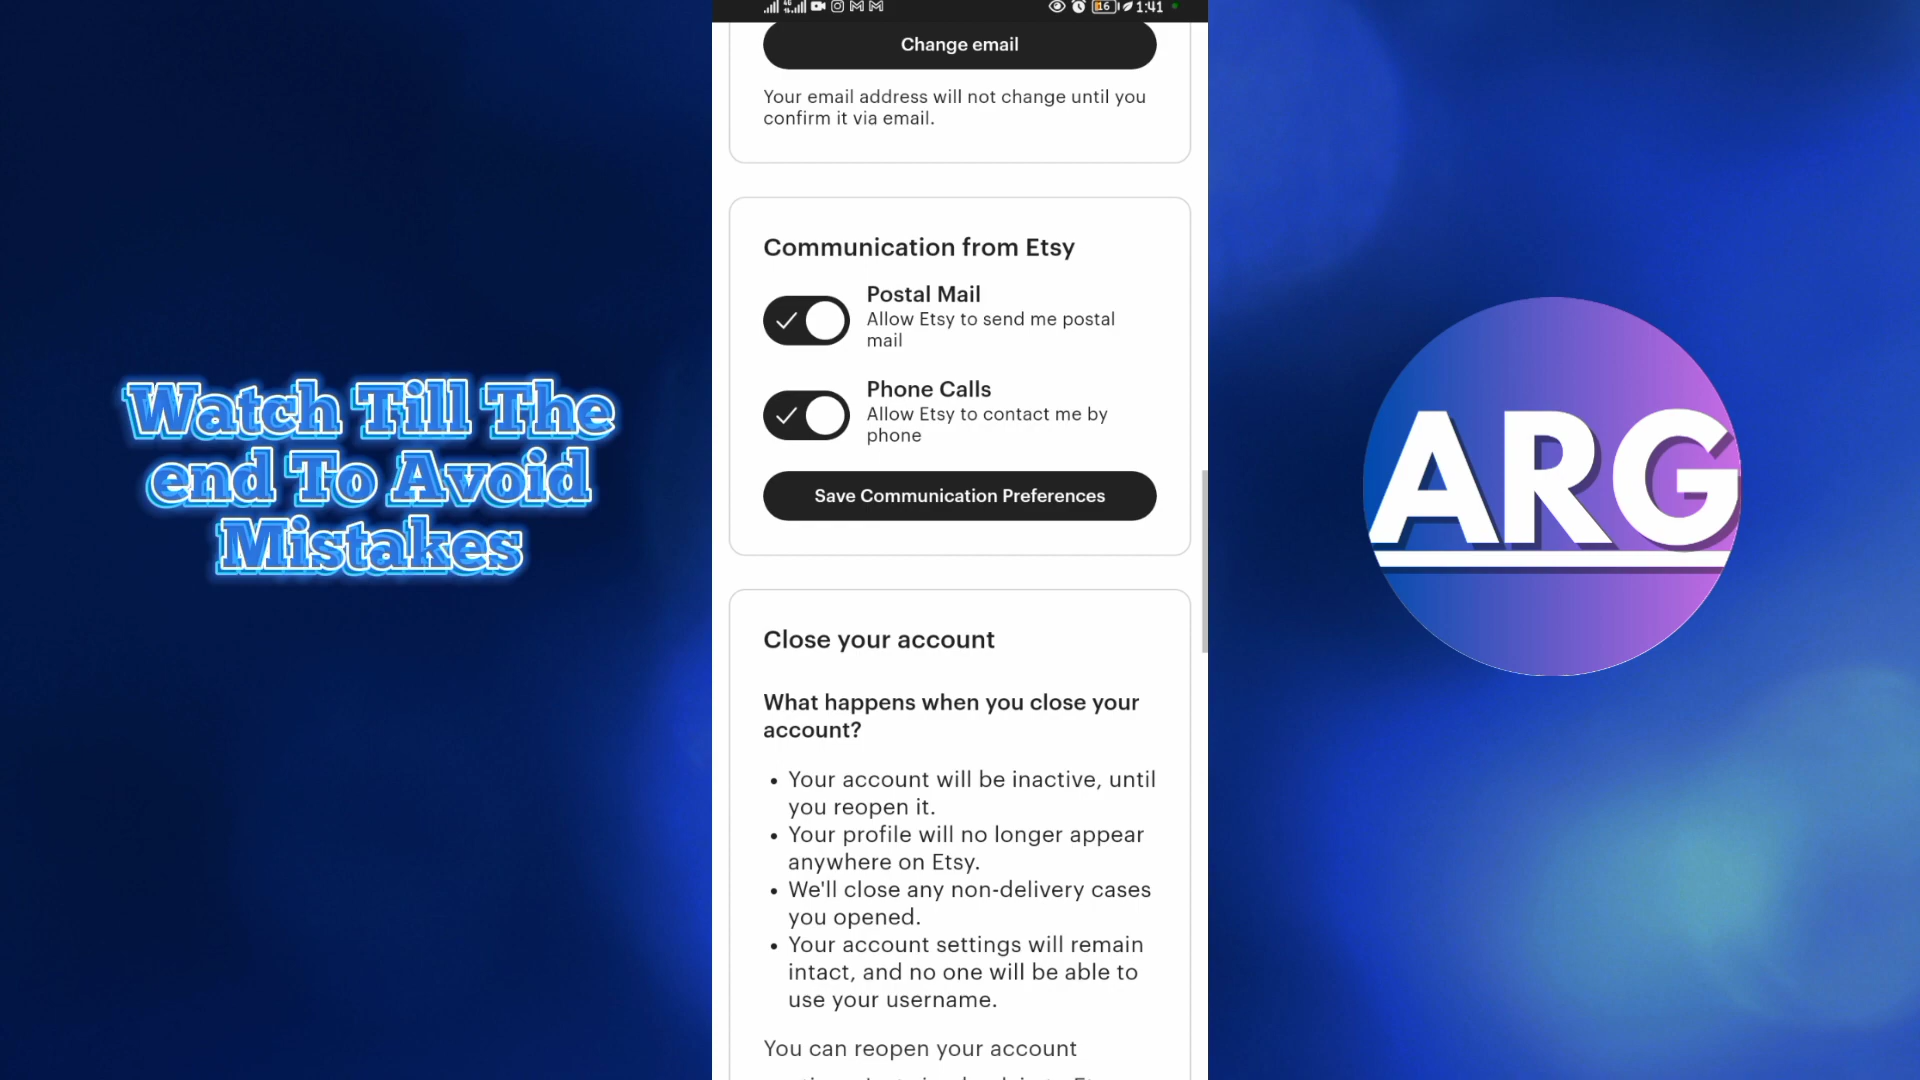 4G
16
1:41
Change email
Your email address will not change until you
confirm it via email.
Communication from Etsy
Postal Mail
Allow Etsy to send me postal
mail
Phone Calls
Allow Etsy to contact me by
phone
Save Communication Preferences
Close your account
What happens when you close your
account?
• Your account will be inactive, until
you reopen it.
• Your profile will no longer appear
anywhere on Etsy.
• We'll close any non-delivery cases
you opened.
• Your account settings will remain
intact, and no one will be able to
use your username.
You can reopen your account
Watch Till The
end To Avoid
Mistakes
ARG